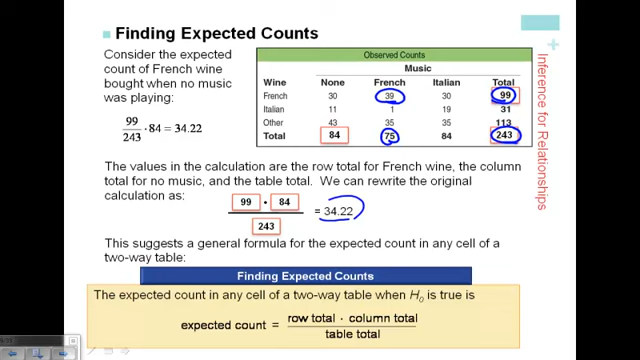 Finding Expected Counts
Consider the expected
count of French wine
bought when no music
was playing:
99
243
· 84 = 34.22
Observed Counts
Music
Wine None French Italian Total
French 30 39 30 99
Italian 11 1 19 31
Other 43 35 35 113
Total 84 75 84 243
The values in the calculation are the row total for French wine, the column
total for no music, and the table total. We can rewrite the original
calculation as:
99 • 84
243
= 34.22
This suggests a general formula for the expected count in any cell of a
two-way table:
Finding Expected Counts
The expected count in any cell of a two-way table when H0 is true is
expected count = row total · column total
table total
+
Inference for Relationships